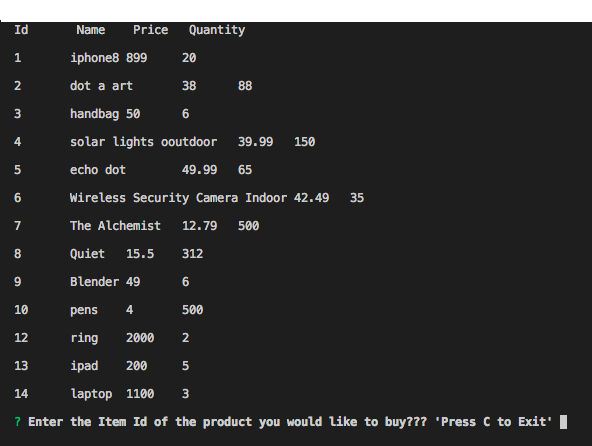 Id Name Price Quantity
1 iphone8 899 20
2 dot a art 38 88
3 handbag 50 6
4 solar lights ooutdoor 39.99 150
5 echo dot 49.99 65
6 Wireless Security Camera Indoor 42.49 35
7 The Alchemist 12.79 500
8 Quiet 15.5 312
9 Blender 49 6
10 pens 4 500
12 ring 2000 2
13 ipad 200 5
14 laptop 1100 3
? Enter the Item Id of the product you would like to buy??? 'Press C to Exit'